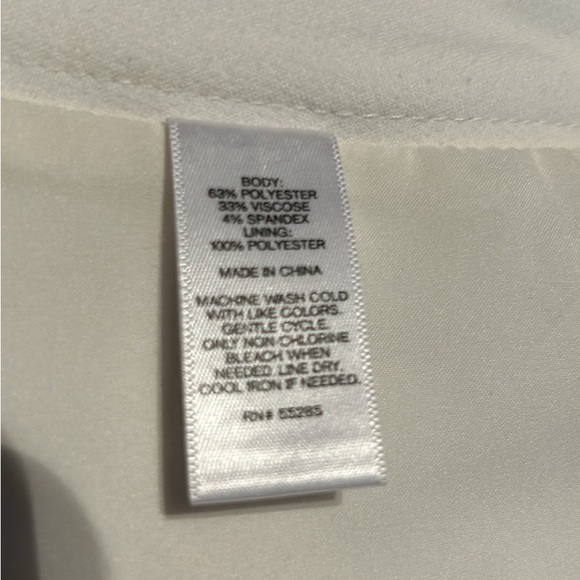 BODY:
63% POLYESTER
33% VISCOSE
4% SPANDEX
LINING:
100% POLYESTER
MADE IN CHINA
MACHINE WASH COLD
WITH LIKE COLORS.
GENTLE CYCLE.
ONLY NON-CHLORINE
BLEACH WHEN
NEEDED. LINE DRY.
COOL IRON IF NEEDED.
RN# 55285